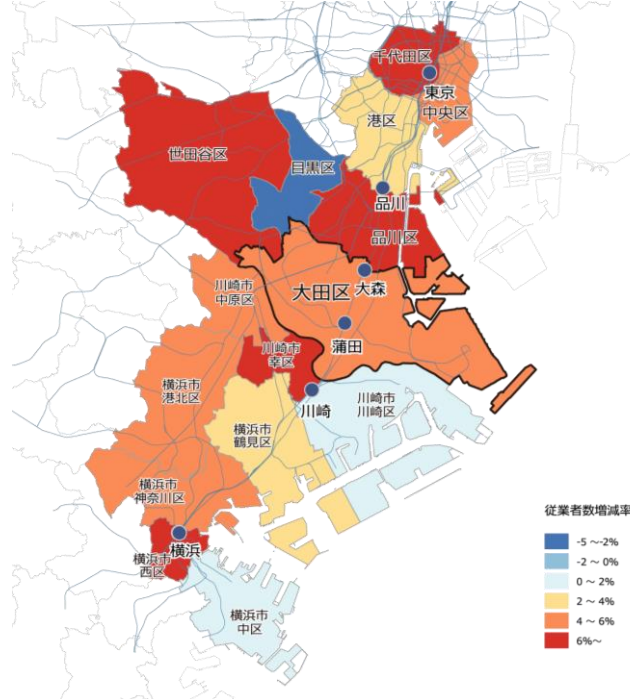 千代田区
東京
中央区
港区
世田谷区
目黒区
品川
品川区
川崎市
中原区
大田区
大森
蒲田
川崎市
幸区
横浜市
港北区
川崎
川崎市
川崎区
横浜市
鶴見区
横浜市
神奈川区
横浜
横浜市
西区
横浜市
中区
従業者数増減率
-5 ～-2%
-2 ～ 0%
0 ～ 2%
2 ～ 4%
4 ～ 6%
6%～